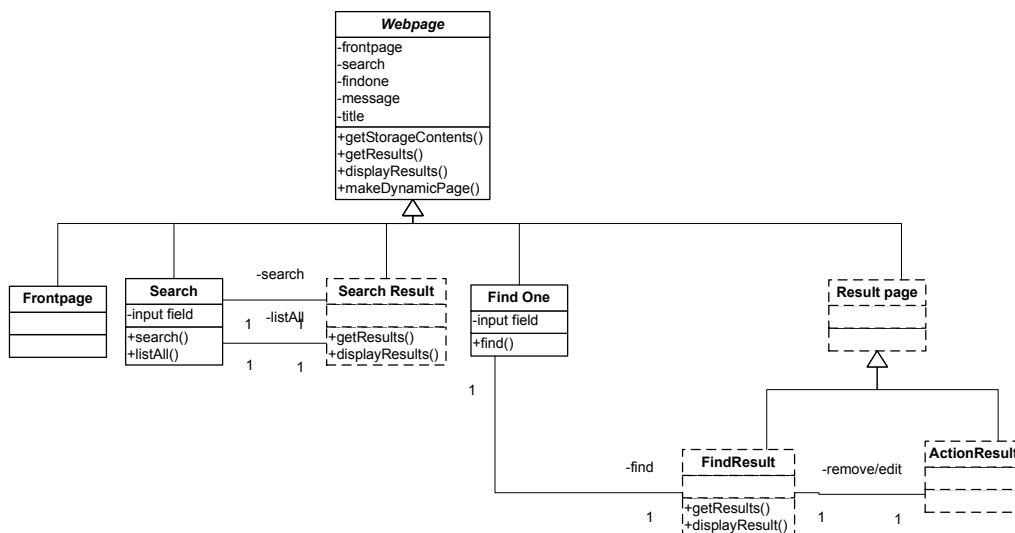 Webpage
-frontpage
-search
-findone
-message
-title
+getStorageContents()
+getResults()
+displayResults()
+makeDynamicPage()
Frontpage
Search
-input field
+search()
+listAll()
-search
-listAll
1
1
1
1
Search Result
+getResults()
+displayResults()
Find One
-input field
+find()
1
Result page
-find
1
FindResult
+getResults()
+displayResult()
-remove/edit
1
1
ActionResult